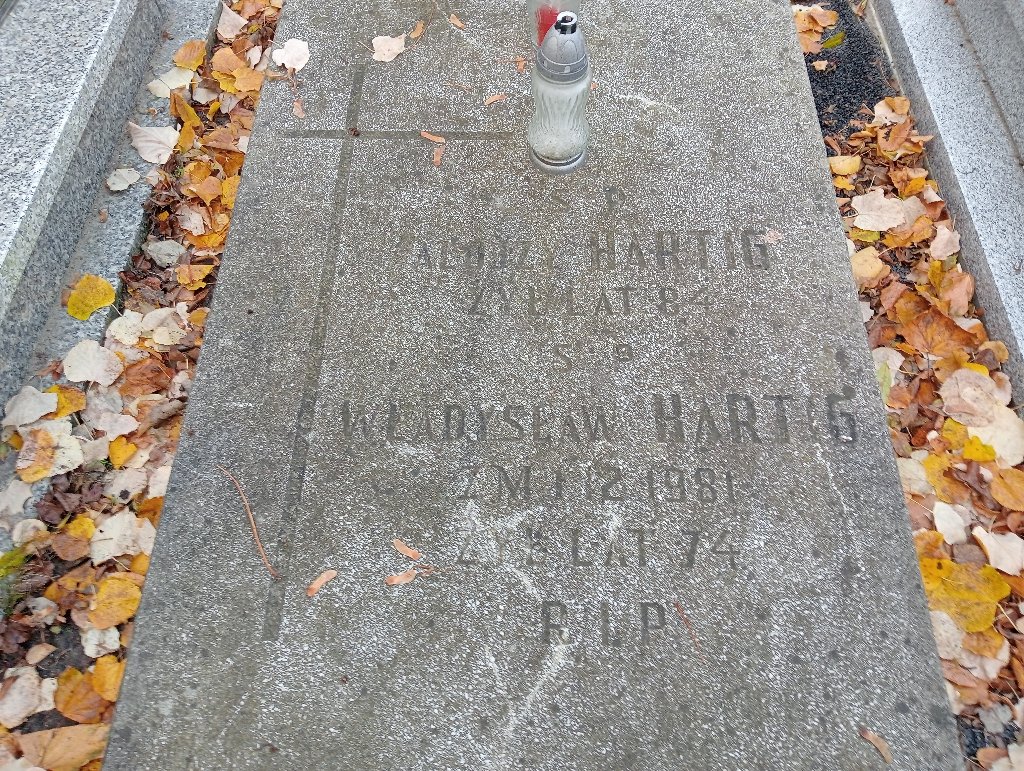 S P
ALOJZY HARTIG
ŻYŁ LAT 84
S P
WŁADYSŁAW HARTIG
ZM 1 12 1981
ŻYŁ LAT 74
R I P